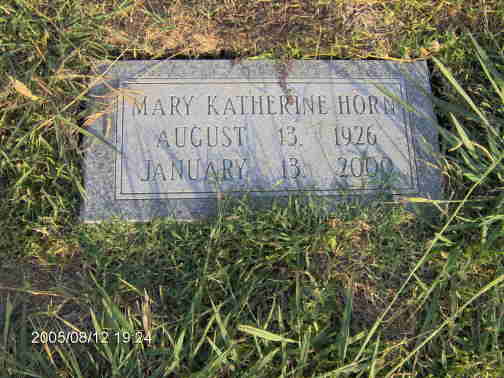 MARY KATHERINE HORN
AUGUST 13, 1926
JANUARY 13, 2000
2005/08/12 19:24